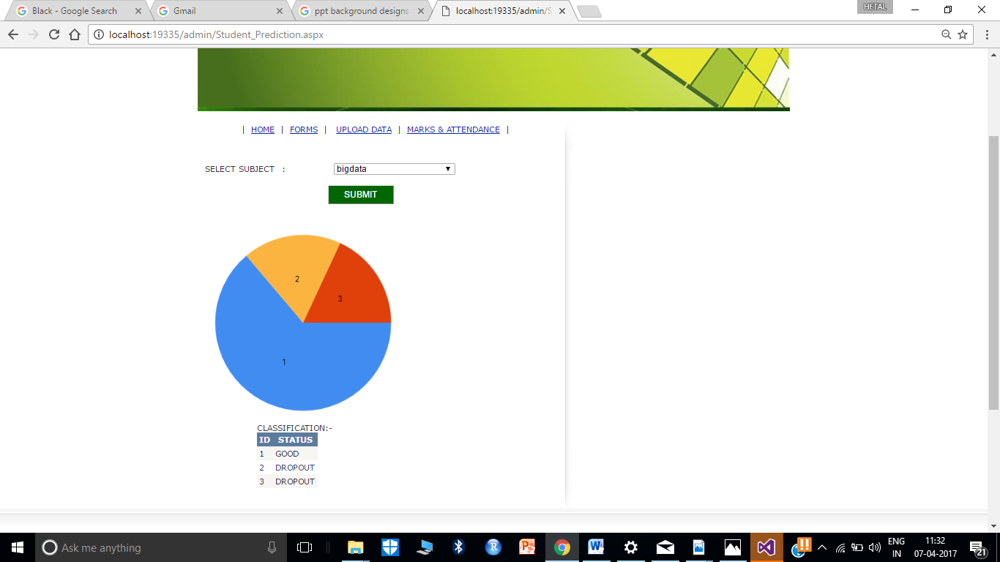 Black - Google Search
Gmail
ppt background designs
localhost:19335/admin/S
HETAL
localhost:19335/admin/Student_Prediction.aspx
| HOME | FORMS | UPLOAD DATA | MARKS & ATTENDANCE |
SELECT SUBJECT :
bigdata
SUBMIT
2
3
1
CLASSIFICATION:-
ID STATUS
1 GOOD
2 DROPOUT
3 DROPOUT
Ask me anything
ENG
IN
11:32
07-04-2017
21